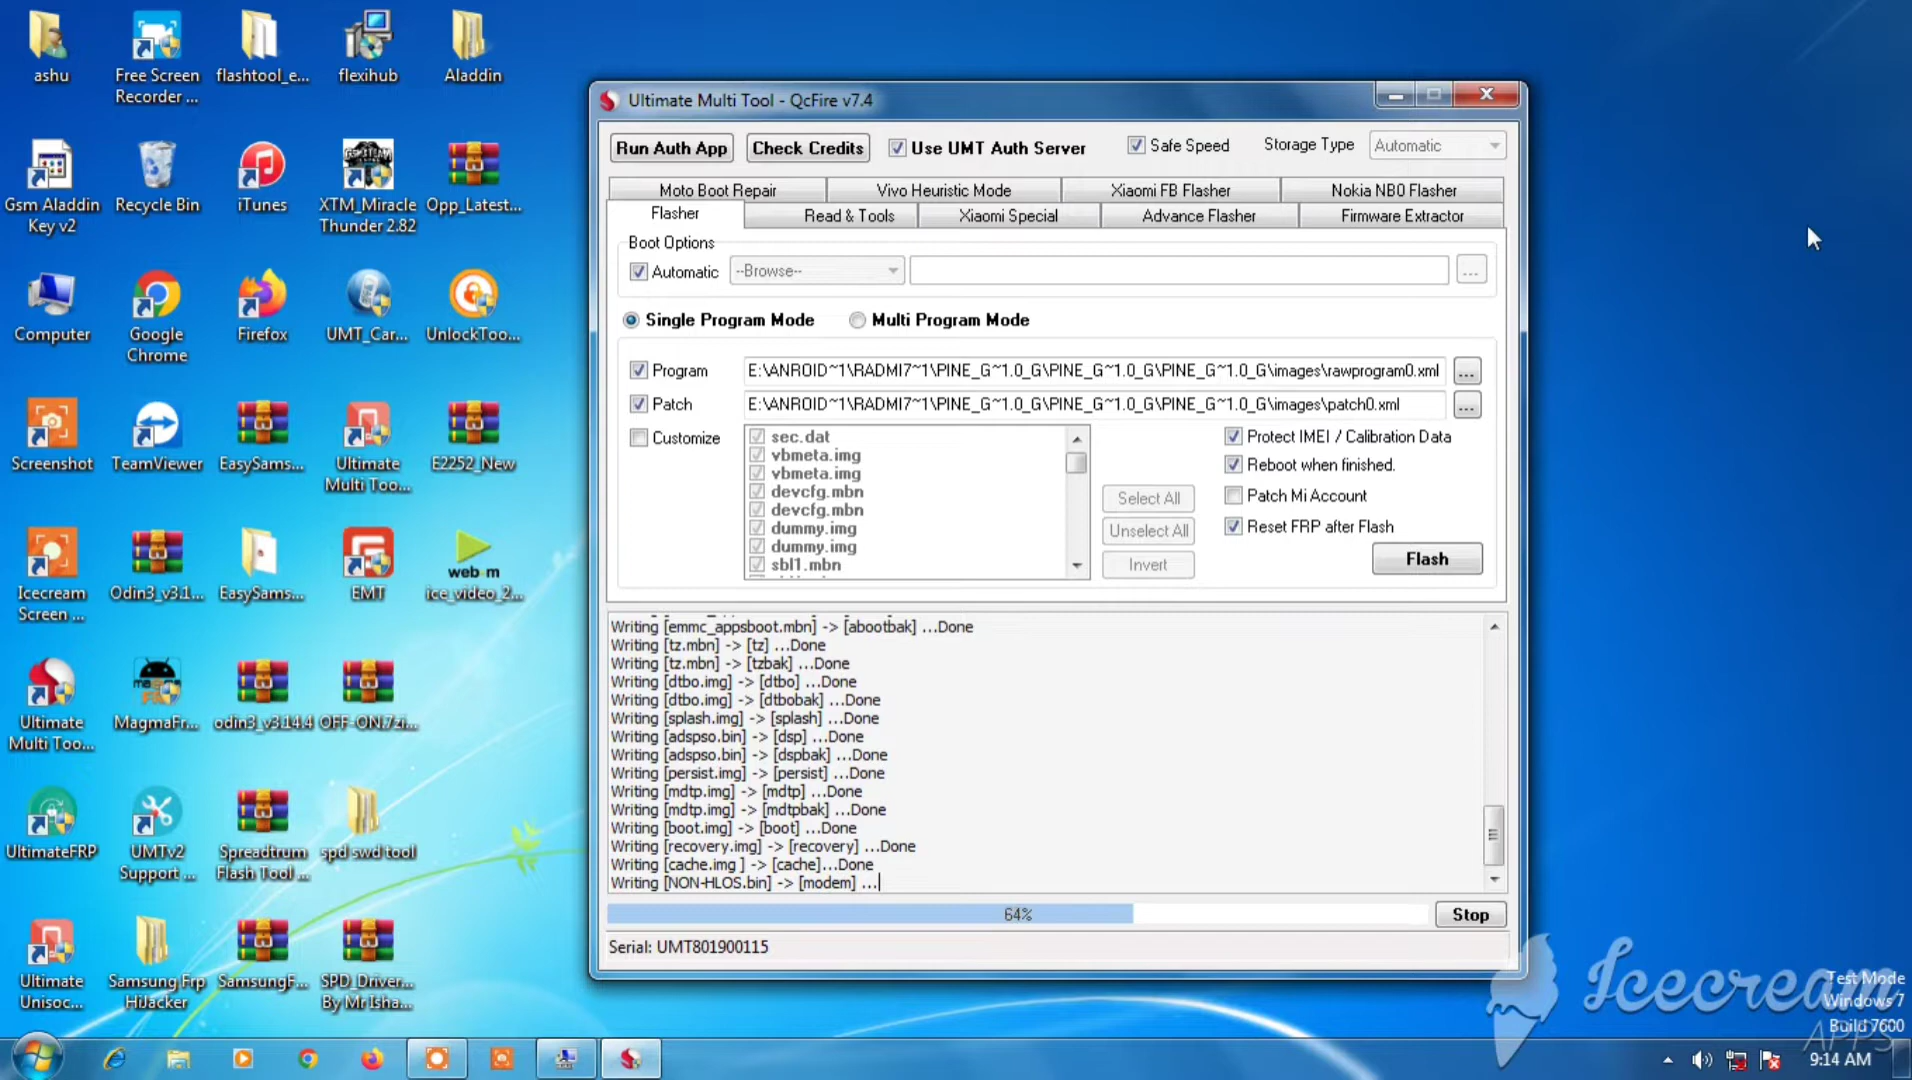 ashu
Free Screen
Recorder ...
flashtool_e...
flexihub
Aladdin
Gsm Aladdin
Key v2
Recycle Bin
iTunes
XTM_Miracle
Thunder 2.82
Opp_Latest...
Computer
Google
Chrome
Firefox
UMT_Car...
UnlockToo...
Screenshot
TeamViewer
EasySams...
Ultimate
Multi Too...
E2252_New
Icecream
Screen ...
Odin3_v3.1...
EasySams...
EMT
web-m
ice_video_2...
Ultimate
Multi Too...
MagmaFr...
odin3_v3.14.4
OFF-ON.7zi...
UltimateFRP
UMTv2
Support ...
Spreadtrum
Flash Tool ...
spd swd tool
Ultimate
Unisoc...
Samsung Frp
HiJacker
SamsungF...
SPD_Driver...
By Mr Isha...
Ultimate Multi Tool - QcFire v7.4
Run Auth App
Check Credits
Use UMT Auth Server
Safe Speed
Storage Type
Automatic
Moto Boot Repair
Vivo Heuristic Mode
Xiaomi FB Flasher
Nokia NB0 Flasher
Flasher
Read & Tools
Xiaomi Special
Advance Flasher
Firmware Extractor
Boot Options
Automatic
--Browse--
...
Single Program Mode
Multi Program Mode
Program
E:\ANROID~1\RADMI7~1\PINE_G~1.0_G\PINE_G~1.0_G\PINE_G~1.0_G\images\rawprogram0.xml
...
Patch
E:\ANROID~1\RADMI7~1\PINE_G~1.0_G\PINE_G~1.0_G\PINE_G~1.0_G\images\patch0.xml
...
Customize
sec.dat
vbmeta.img
vbmeta.img
devcfg.mbn
devcfg.mbn
dummy.img
dummy.img
sbl1.mbn
Select All
Unselect All
Invert
Protect IMEI / Calibration Data
Reboot when finished.
Patch Mi Account
Reset FRP after Flash
Flash
Writing [emmc_appsboot.mbn] -> [abootbak] ...Done
Writing [tz.mbn] -> [tz] ...Done
Writing [tz.mbn] -> [tzbak] ...Done
Writing [dtbo.img] -> [dtbo] ...Done
Writing [dtbo.img] -> [dtbobak] ...Done
Writing [splash.img] -> [splash] ...Done
Writing [adspso.bin] -> [dsp] ...Done
Writing [adspso.bin] -> [dspbak] ...Done
Writing [persist.img] -> [persist] ...Done
Writing [mdtp.img] -> [mdtp] ...Done
Writing [mdtp.img] -> [mdtpbak] ...Done
Writing [boot.img] -> [boot] ...Done
Writing [recovery.img] -> [recovery] ...Done
Writing [cache.img ] -> [cache]...Done
Writing [NON-HLOS.bin] -> [modem] ...
64%
Stop
Serial: UMT801900115
Icecream
APPS
Test Mode
Windows 7
Build 7600
9:14 AM